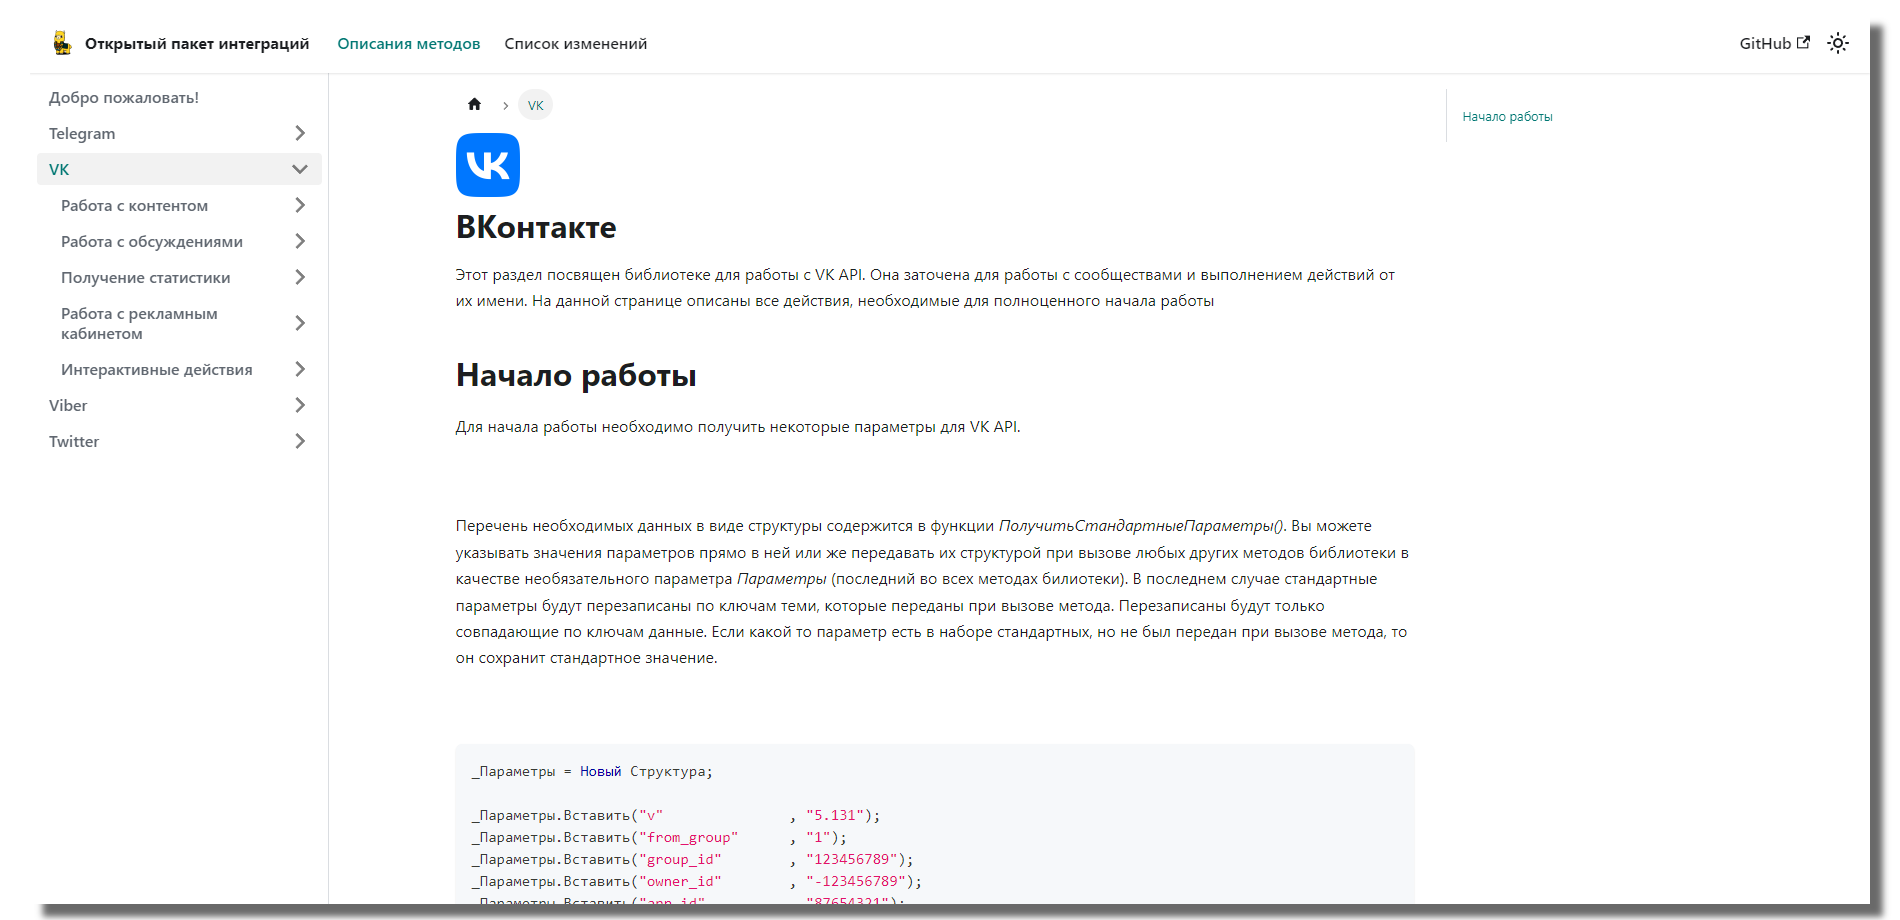 Открытый пакет интеграций
Описания методов
Список изменений
GitHub
Добро пожаловать!
Telegram
VK
Работа с контентом
Работа с обсуждениями
Получение статистики
Работа с рекламным
кабинетом
Интерактивные действия
Viber
Twitter
VK
ВКонтакте
Этот раздел посвящен библиотеке для работы с VK API. Она заточена для работы с сообществами и выполнением действий от
их имени. На данной странице описаны все действия, необходимые для полноценного начала работы
Начало работы
Для начала работы необходимо получить некоторые параметры для VK API.
Перечень необходимых данных в виде структуры содержится в функции ПолучитьСтандартныеПараметры(). Вы можете
указывать значения параметров прямо в ней или же передавать их структурой при вызове любых других методов библиотеки в
качестве необязательного параметра Параметры (последний во всех методах билиотеки). В последнем случае стандартные
параметры будут перезаписаны по ключам теми, которые переданы при вызове метода. Перезаписаны будут только
совпадающие по ключам данные. Если какой то параметр есть в наборе стандартных, но не был передан при вызове метода, то
он сохранит стандартное значение.
_Параметры = Новый Структура;
_Параметры.Вставить("v" , "5.131");
_Параметры.Вставить("from_group" , "1");
_Параметры.Вставить("group_id" , "123456789");
_Параметры.Вставить("owner_id" , "-123456789");
_Параметры.Вставить("app_id" , "87654321");
Начало работы